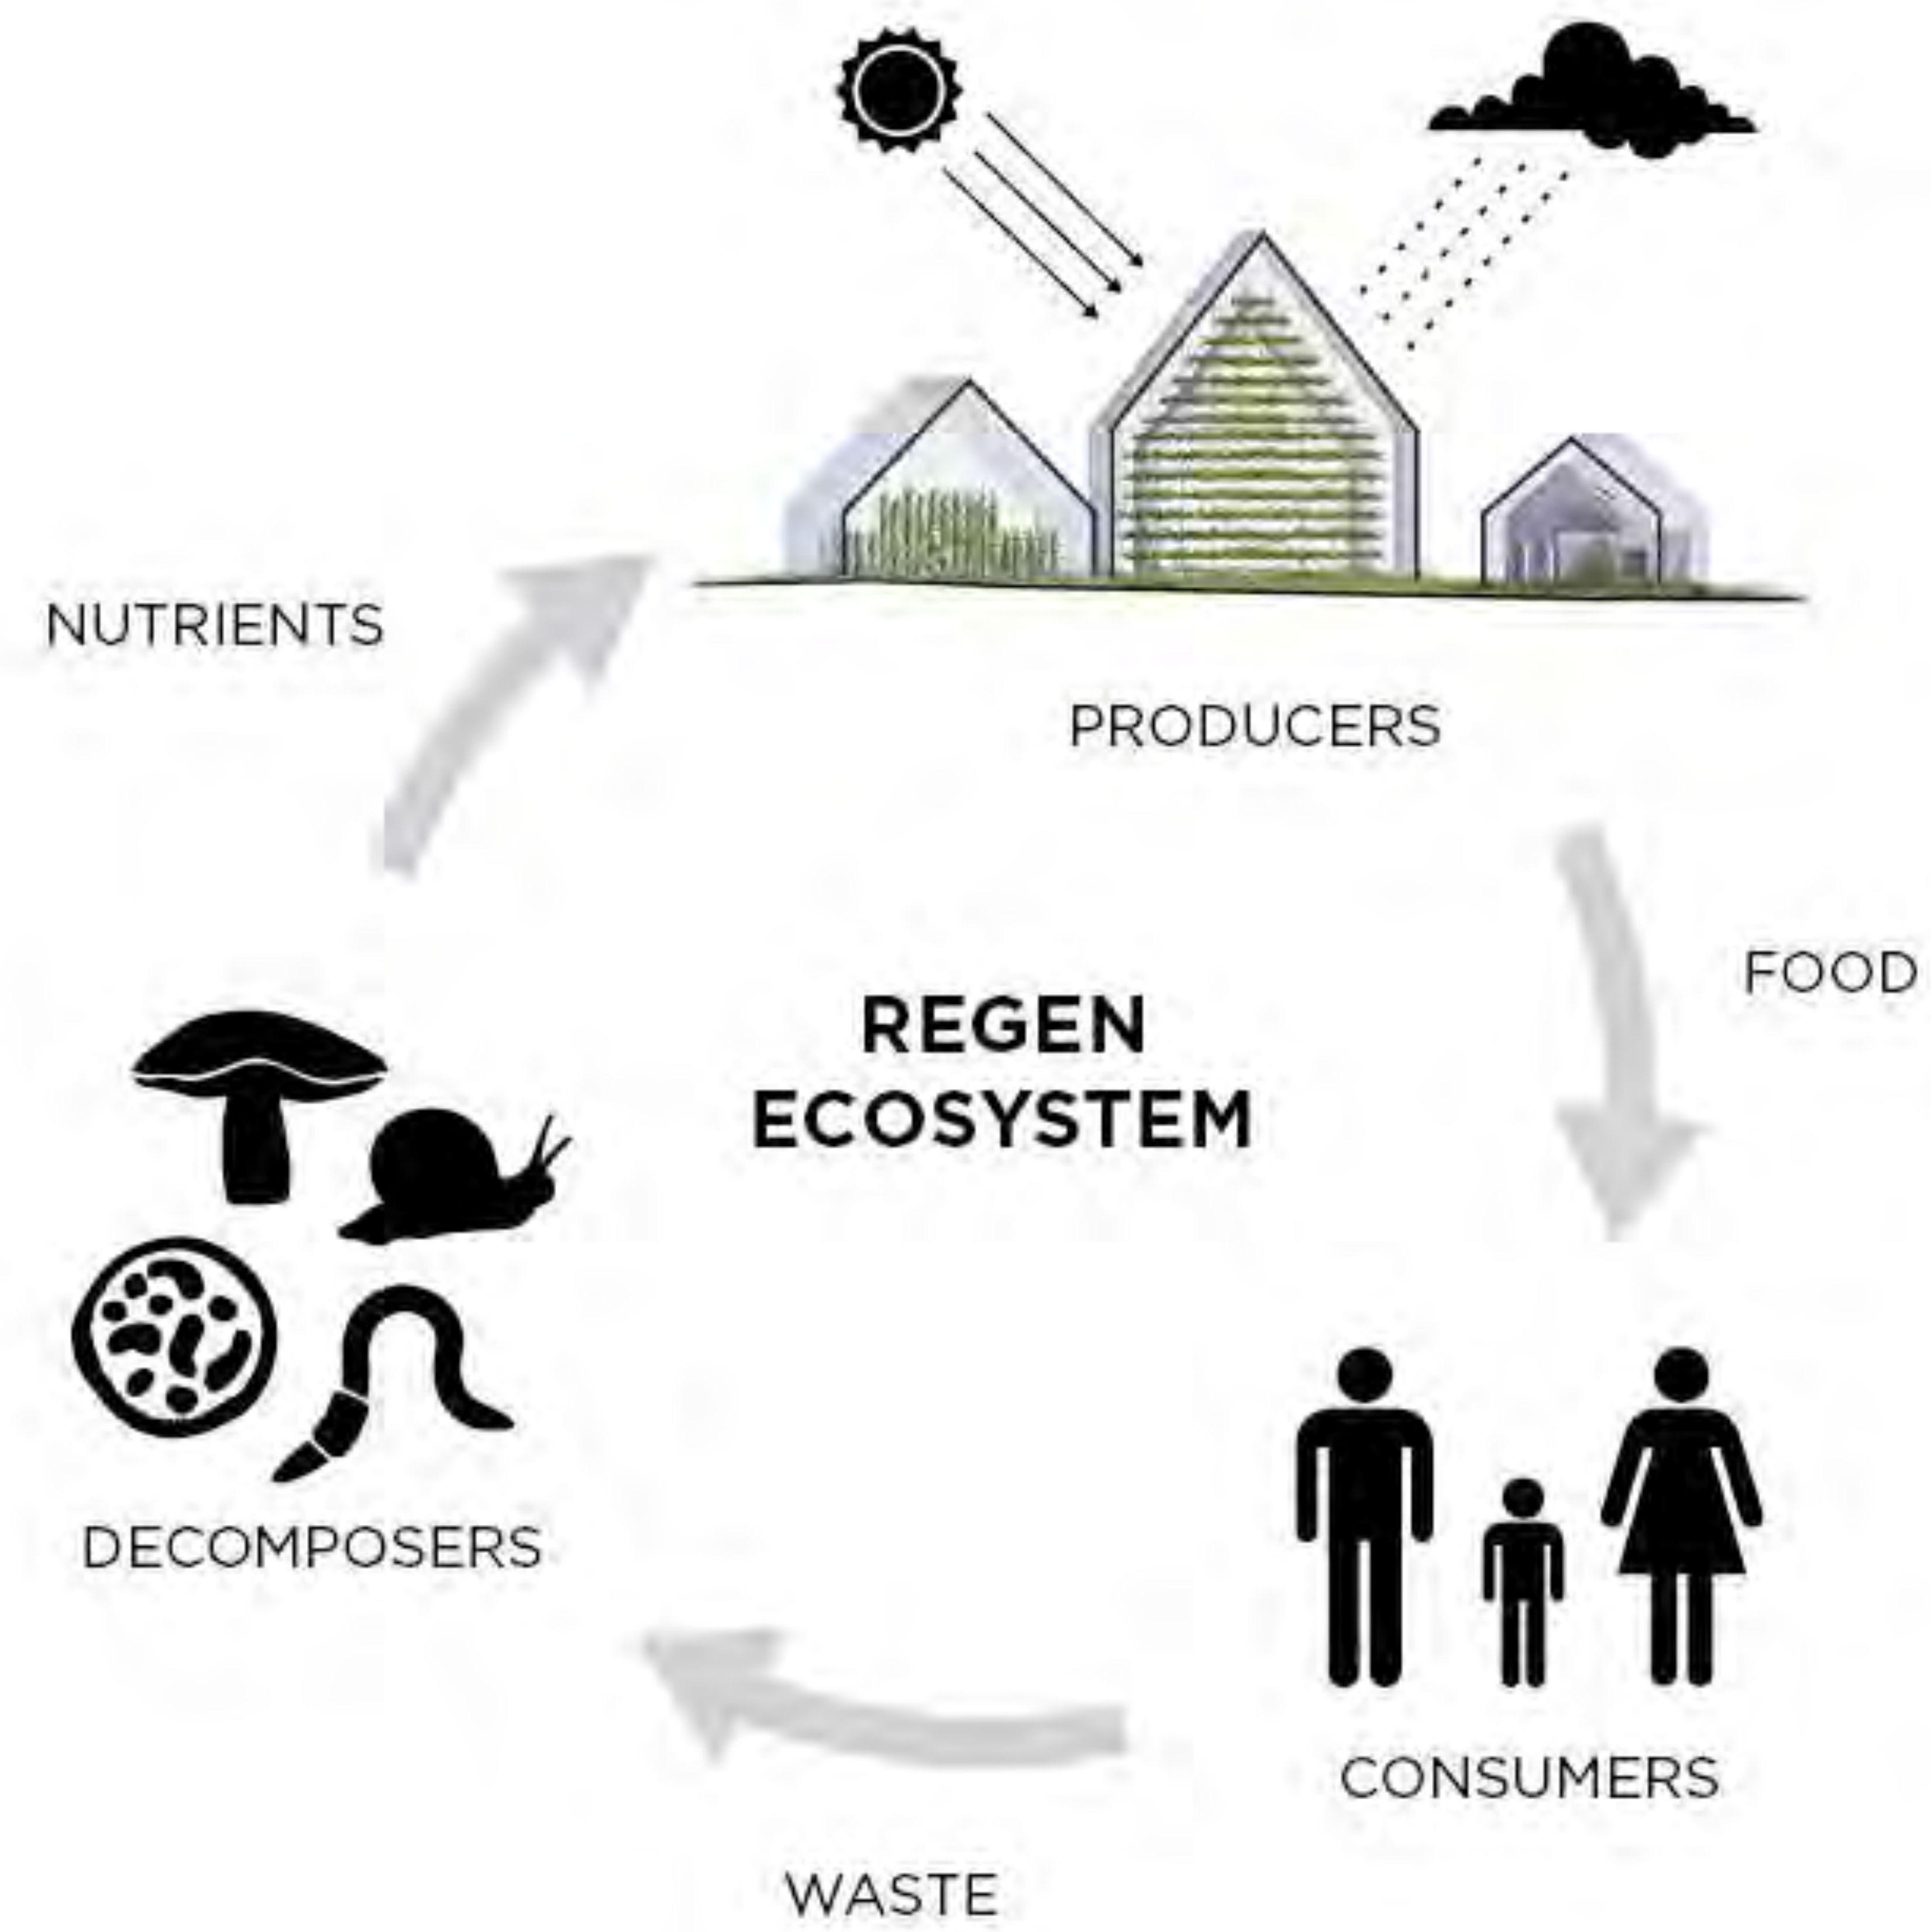 NUTRIENTS
PRODUCERS
FOOD
REGEN
ECOSYSTEM
DECOMPOSERS
CONSUMERS
WASTE